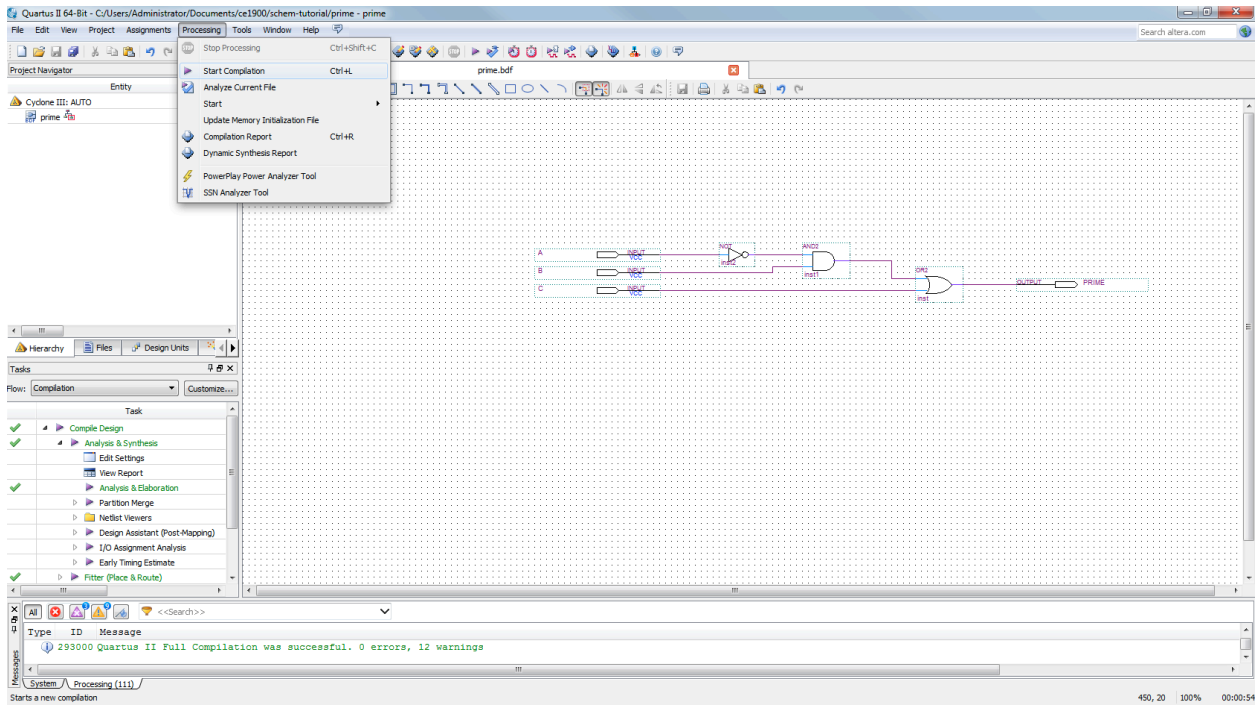 Quartus II 64-Bit - C:/Users/Administrator/Documents/ce1900/schem-tutorial/prime - prime
File Edit View Project Assignments Processing Tools Window Help
Search altera.com
Stop Processing Ctrl+Shift+C
Start Compilation Ctrl+L
Analyze Current File
Start
Update Memory Initialization File
Compilation Report Ctrl+R
Dynamic Synthesis Report
PowerPlay Power Analyzer Tool
SSN Analyzer Tool
Project Navigator
Entity
Cyclone III: AUTO
prime
prime.bdf
A INPUT VCC
B INPUT VCC
C INPUT VCC
NOT
inst2
AND2
inst1
OR2
inst
OUTPUT PRIME
Hierarchy Files Design Units
Tasks
Flow: Compilation Customize...
Task
Compile Design
Analysis & Synthesis
Edit Settings
View Report
Analysis & Elaboration
Partition Merge
Netlist Viewers
Design Assistant (Post-Mapping)
I/O Assignment Analysis
Early Timing Estimate
Fitter (Place & Route)
All <<Search>>
Type ID Message
293000 Quartus II Full Compilation was successful. 0 errors, 12 warnings
Messages
System Processing (111)
Starts a new compilation 450, 20 100% 00:00:54